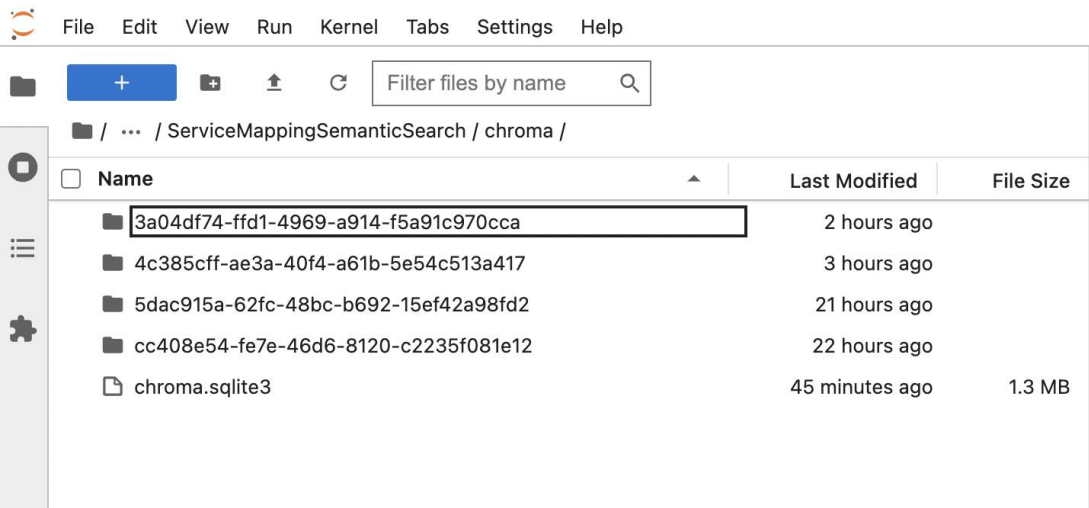 File Edit View Run Kernel Tabs Settings Help
+ Filter files by name
/ ··· / ServiceMappingSemanticSearch / chroma /
Name Last Modified File Size
3a04df74-ffd1-4969-a914-f5a91c970cca 2 hours ago
4c385cff-ae3a-40f4-a61b-5e54c513a417 3 hours ago
5dac915a-62fc-48bc-b692-15ef42a98fd2 21 hours ago
cc408e54-fe7e-46d6-8120-c2235f081e12 22 hours ago
chroma.sqlite3 45 minutes ago 1.3 MB